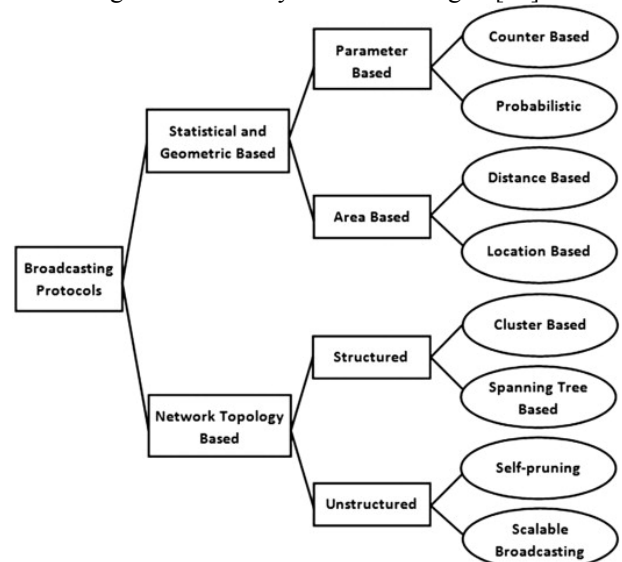 Parameter
Based
Counter Based
Probabilistic
Statistical and
Geometric Based
Area Based
Distance Based
Location Based
Broadcasting
Protocols
Structured
Cluster Based
Spanning Tree
Based
Network Topology
Based
Unstructured
Self-pruning
Scalable
Broadcasting